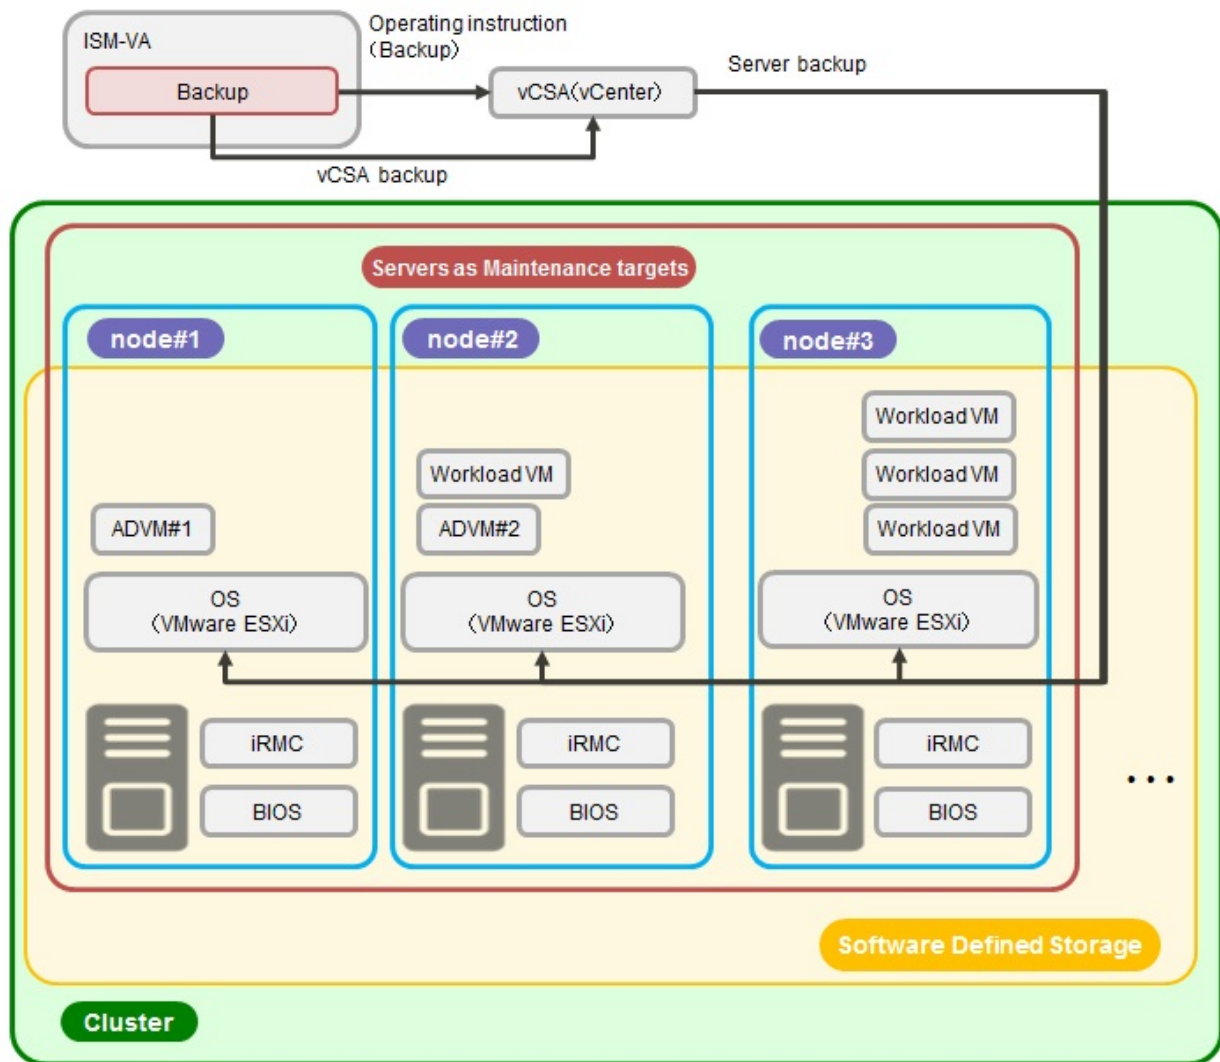 ISM-VA
Backup
Operating instruction
(Backup)
vCSA(vCenter)
Server backup
vCSA backup
Servers as Maintenance targets
node#1
node#2
node#3
Workload VM
Workload VM
Workload VM
Workload VM
ADVM#1
ADVM#2
OS
(VMware ESXi)
OS
(VMware ESXi)
OS
(VMware ESXi)
iRMC
iRMC
iRMC
BIOS
BIOS
BIOS
...
Software Defined Storage
Cluster